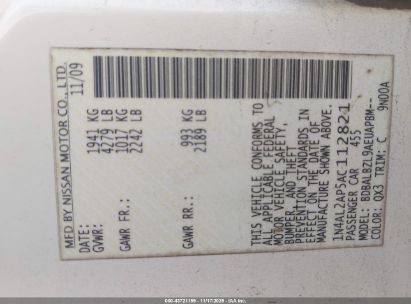 MFD BY NISSAN MOTOR CO., LTD.
DATE: 11/09
GVWR: 1941 KG
4279 LB
GAWR FR.: 1017 KG
2242 LB
GAWR RR.: 993 KG
2189 LB
THIS VEHICLE CONFORMS TO
ALL APPLICABLE FEDERAL
MOTOR VEHICLE SAFETY,
BUMPER, AND THEFT
PREVENTION STANDARDS IN
EFFECT ON THE DATE OF
MANUFACTURE SHOWN ABOVE.
1N4AL2AP5AC112821
PASSENGER CAR 455
MODEL: BDBALBZL9AEUAPBM--
COLOR: QX3 TRIM: C 9N00A